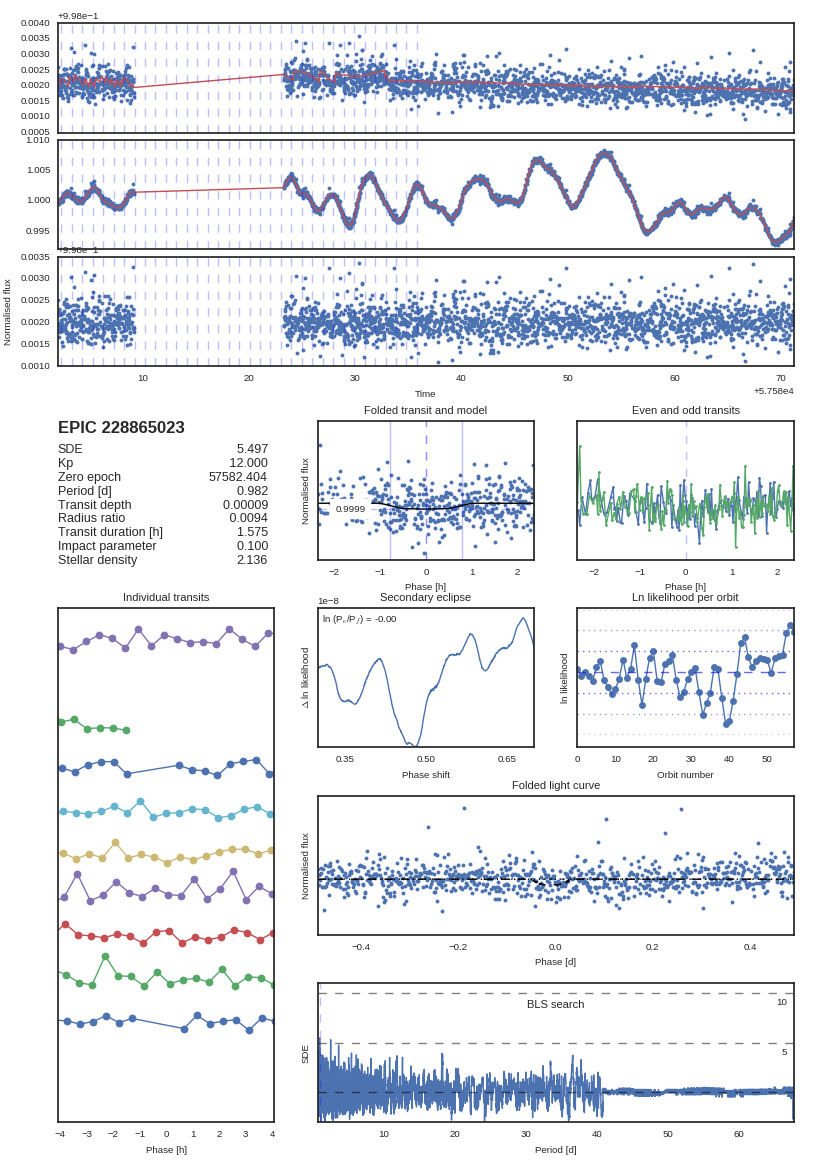 +9.98e−1
0.0040
0.0035
0.0030
0.0025
0.0020
0.0015
0.0010
0.0005
1.010
1.005
1.000
0.995
+9.98e−1
0.0035
0.0030
0.0025
0.0020
0.0015
0.0010
Normalised flux
10 20 30 40 50 60 70
Time
+5.758e4
EPIC 228865023
SDE 5.497
Kp 12.000
Zero epoch 57582.404
Period [d] 0.982
Transit depth 0.00009
Radius ratio 0.0094
Transit duration [h] 1.575
Impact parameter 0.100
Stellar density 2.136
Folded transit and model
Normalised flux
0.9999
−2 −1 0 1 2
Phase [h]
Even and odd transits
−2 −1 0 1 2
Phase [h]
Individual transits
−4 −3 −2 −1 0 1 2 3 4
Phase [h]
Secondary eclipse
1e−8
ln (Pₑ/P𝑓) = -0.00
Δ ln likelihood
0.35 0.50 0.65
Phase shift
Ln likelihood per orbit
ln likelihood
0 10 20 30 40 50
Orbit number
Folded light curve
Normalised flux
−0.4 −0.2 0.0 0.2 0.4
Phase [d]
BLS search
10
5
SDE
10 20 30 40 50 60
Period [d]